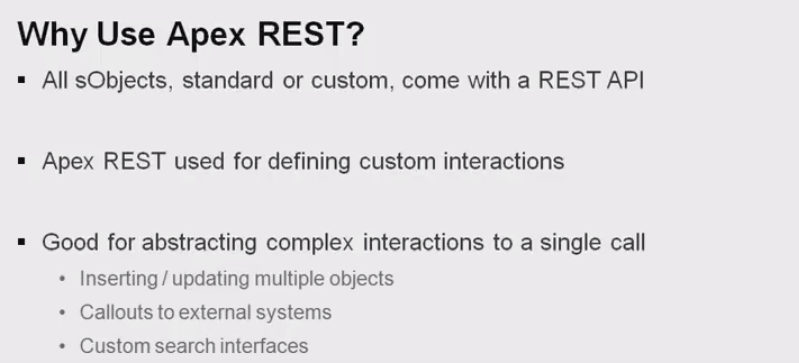 Why Use Apex REST?
▪ All sObjects, standard or custom, come with a REST API
▪ Apex REST used for defining custom interactions
▪ Good for abstracting complex interactions to a single call
• Inserting / updating multiple objects
• Callouts to external systems
• Custom search interfaces